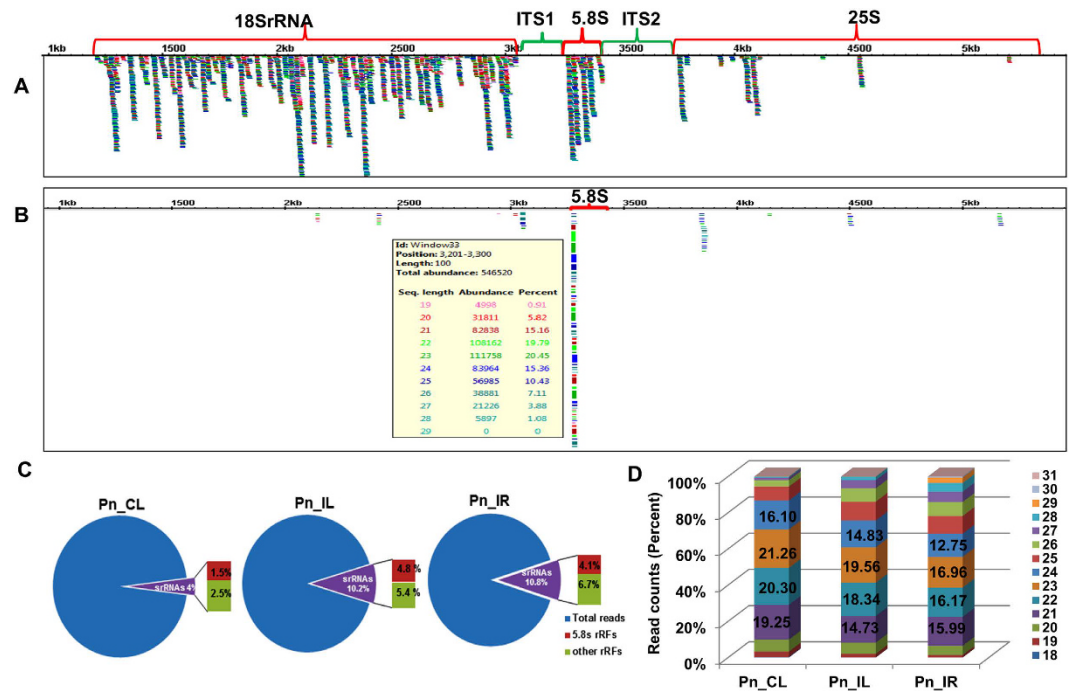 18SrRNA ITS1 5.8S ITS2 25S
1kb 1500 2kb 2500 3kb 3500 4kb 4500 5kb
A
B
5.8S
1kb 1500 2kb 2500 3kb 3500 4kb 4500 5kb
Id: Window33
Position: 3,201-3,300
Length: 100
Total abundance: 546520
Seq. length Abundance Percent
19 4998 0.91
20 31811 5.82
21 82838 15.16
22 108162 19.79
23 111758 20.45
24 83964 15.36
25 56985 10.43
26 38881 7.11
27 21226 3.88
28 5897 1.08
29 0 0
C
Pn_CL Pn_IL Pn_IR
srRNAs 4%
1.5%
2.5%
srRNAs
10.2%
4.8 %
5.4 %
srRNAs
10.8%
4.1%
6.7%
Total reads
5.8s rRFs
other rRFs
D
Read counts (Percent)
100%
80%
60%
40%
20%
0%
16.10 14.83 12.75
21.26 19.56 16.96
20.30 18.34 16.17
19.25 14.73 15.99
Pn_CL Pn_IL Pn_IR
31
30
29
28
27
26
25
24
23
22
21
20
19
18